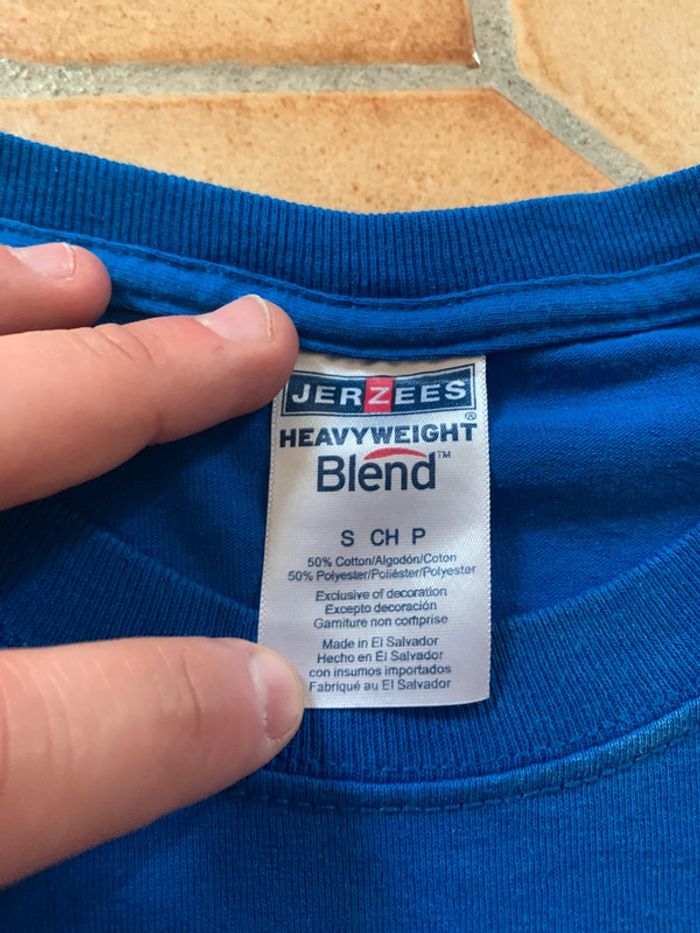 JERZEES
®
HEAVYWEIGHT
Blend™
S CH P
50% Cotton/Algodón/Coton
50% Polyester/Poliéster/Polyester
Exclusive of decoration
Excepto decoración
Garniture non comprise
Made in El Salvador
Hecho en El Salvador
con insumos importados
Fabriqué au El Salvador